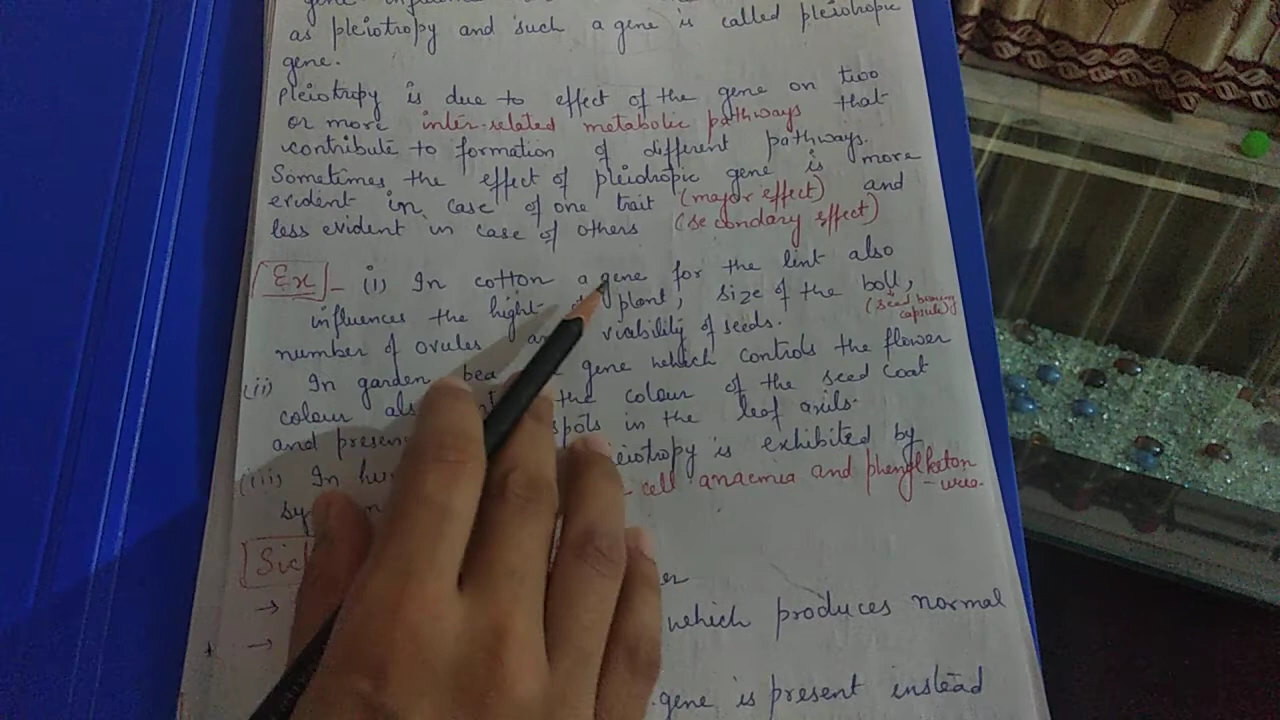 as pleiotropy and such a gene is called pleiotropic
gene.
pleiotropy is due to effect of the gene on two
or more inter-related metabolic pathways that
contribute to formation of different pathways.
Sometimes the effect of pleiotropic gene is more
evident in case of one trait (major effect) and
less evident in case of others (secondary effect)
Ex - (i) In cotton a gene for the lint also
influences the hight plant, size of the boll,
(seed bearing capsule)
number of ovules viability of seeds.
(ii) In garden gene which controls the flower
colour the colour of the seed coat
and spots in the leaf axils.
(iii) In pleiotropy is exhibited by
cell anaemia and phenylketon
-urea.
which produces normal
gene is present instead